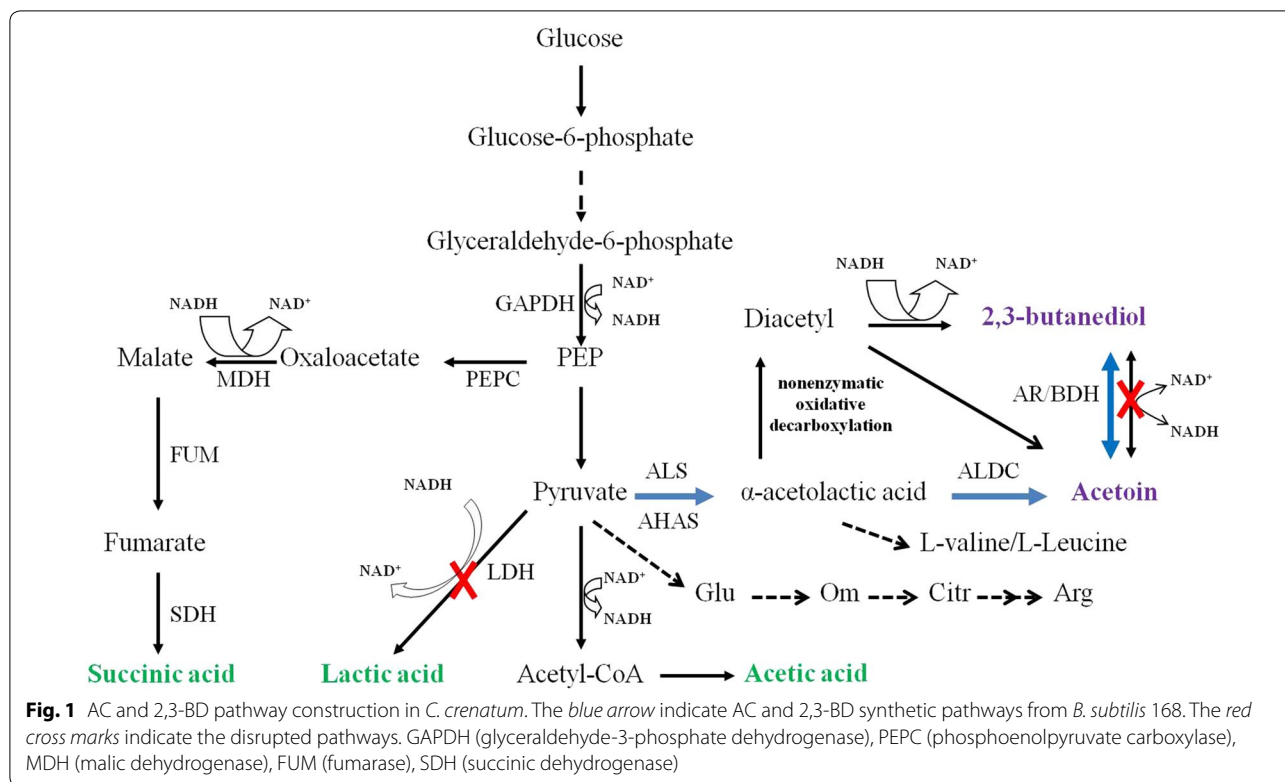 Glucose
Glucose-6-phosphate
Glyceraldehyde-6-phosphate
GAPDH
NAD+
NADH
NADH
NAD+
Malate
MDH
Oxaloacetate
PEPC
PEP
NADH
NAD+
Diacetyl
2,3-butanediol
nonenzymatic
oxidative
decarboxylation
AR/BDH
NAD+
NADH
FUM
NADH
Pyruvate
ALS
AHAS
α-acetolactic acid
ALDC
Acetoin
L-valine/L-Leucine
Fumarate
NAD+
LDH
NAD+
NADH
Glu
Om
Citr
Arg
SDH
Succinic acid
Lactic acid
Acetyl-CoA
Acetic acid
Fig. 1 AC and 2,3-BD pathway construction in C. crenatum. The blue arrow indicate AC and 2,3-BD synthetic pathways from B. subtilis 168. The red
cross marks indicate the disrupted pathways. GAPDH (glyceraldehyde-3-phosphate dehydrogenase), PEPC (phosphoenolpyruvate carboxylase),
MDH (malic dehydrogenase), FUM (fumarase), SDH (succinic dehydrogenase)